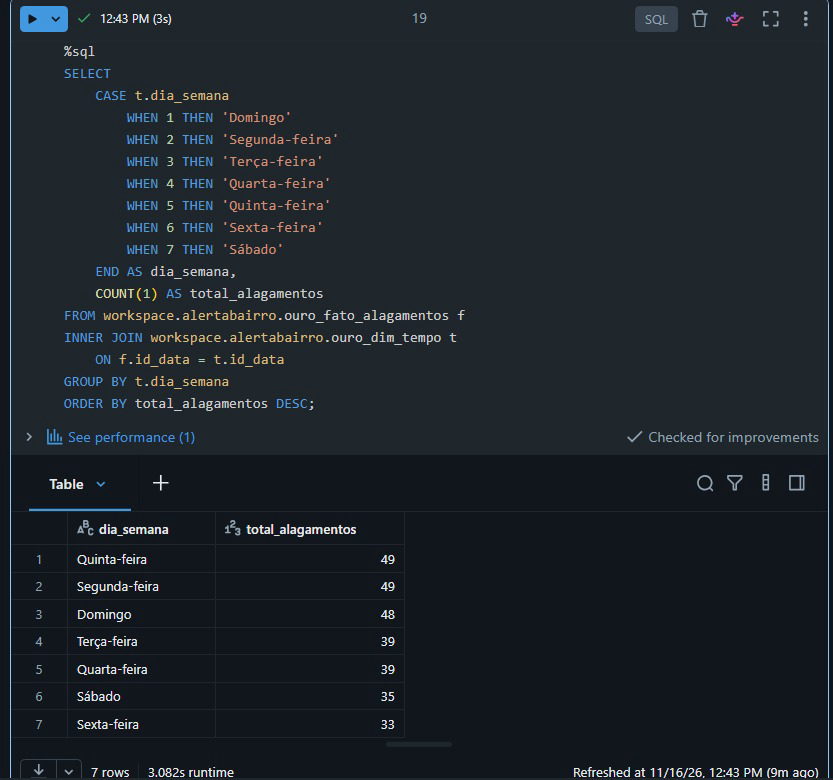 12:43 PM (3s)
19
SQL
%sql
SELECT
CASE t.dia_semana
WHEN 1 THEN 'Domingo'
WHEN 2 THEN 'Segunda-feira'
WHEN 3 THEN 'Terça-feira'
WHEN 4 THEN 'Quarta-feira'
WHEN 5 THEN 'Quinta-feira'
WHEN 6 THEN 'Sexta-feira'
WHEN 7 THEN 'Sábado'
END AS dia_semana,
COUNT(1) AS total_alagamentos
FROM workspace.alertabairro.ouro_fato_alagamentos f
INNER JOIN workspace.alertabairro.ouro_dim_tempo t
ON f.id_data = t.id_data
GROUP BY t.dia_semana
ORDER BY total_alagamentos DESC;
See performance (1)
Checked for improvements
Table
ABC dia_semana 123 total_alagamentos
1 Quinta-feira 49
2 Segunda-feira 49
3 Domingo 48
4 Terça-feira 39
5 Quarta-feira 39
6 Sábado 35
7 Sexta-feira 33
7 rows 3.082s runtime
Refreshed at 11/16/26, 12:43 PM (9m ago)